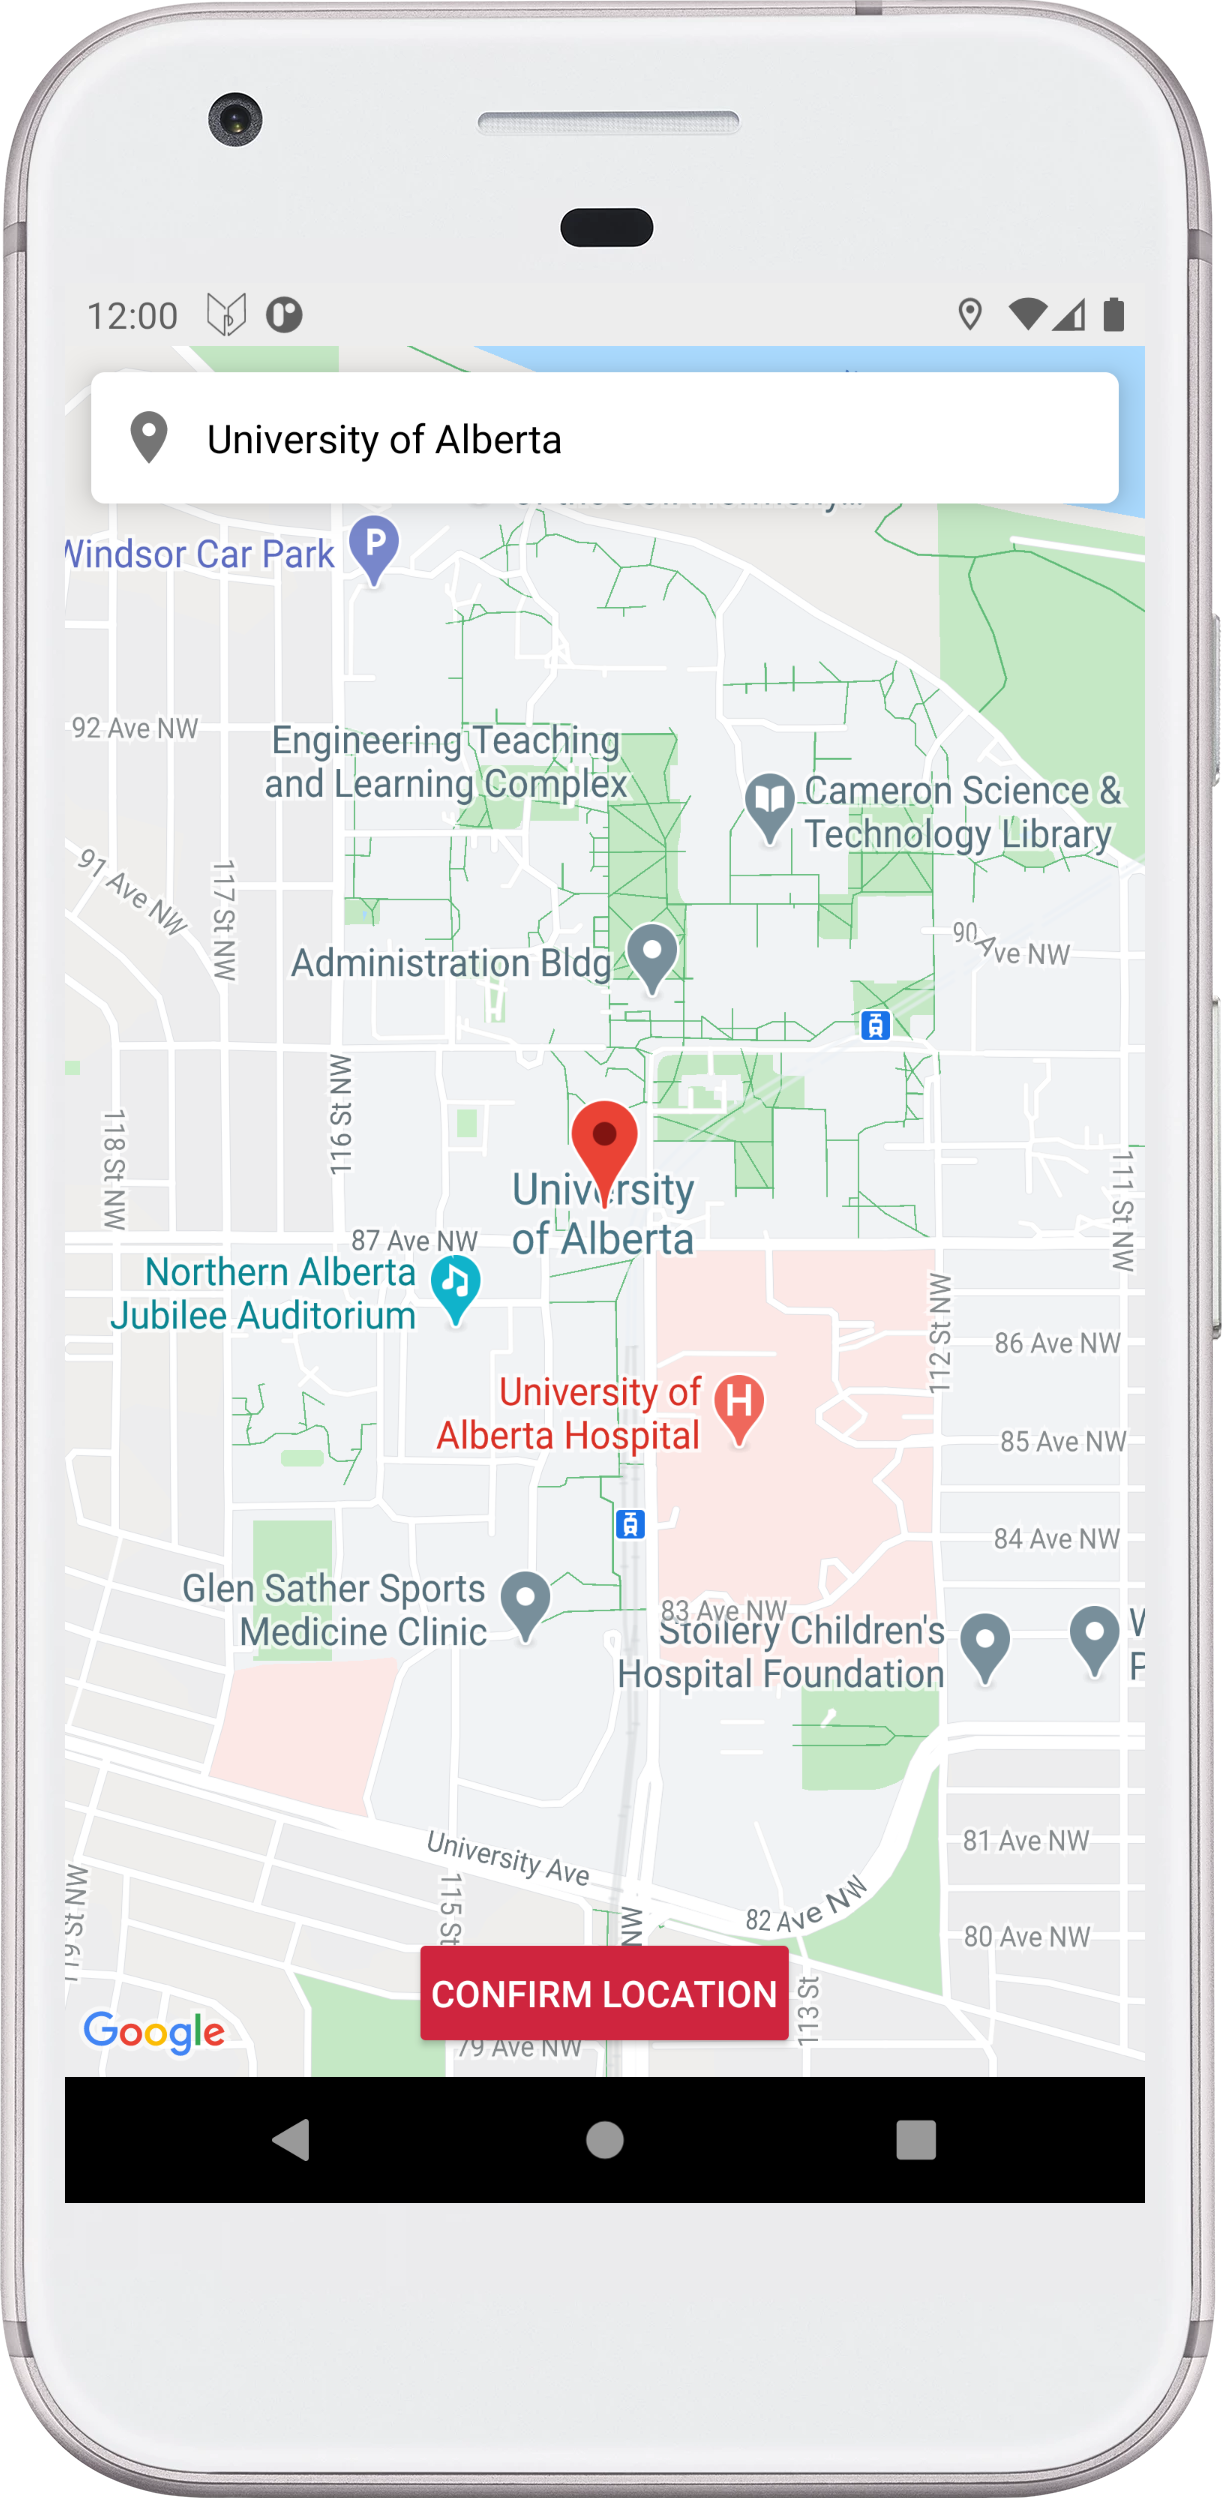 12:00
University of Alberta
Windsor Car Park
P
92 Ave NW
Engineering Teaching
and Learning Complex
Cameron Science &
Technology Library
91 Ave NW
117 St NW
Administration Bldg
90 Ave NW
116 St NW
118 St NW
University
of Alberta
111 St NW
87 Ave NW
Northern Alberta
Jubilee Auditorium
112 St NW
86 Ave NW
University of
Alberta Hospital
H
85 Ave NW
84 Ave NW
Glen Sather Sports
Medicine Clinic
83 Ave NW
Stollery Children's
Hospital Foundation
W
P
University Ave
81 Ave NW
119 St NW
115 St
NW
82 Ave NW
80 Ave NW
CONFIRM LOCATION
113 St
Google
79 Ave NW